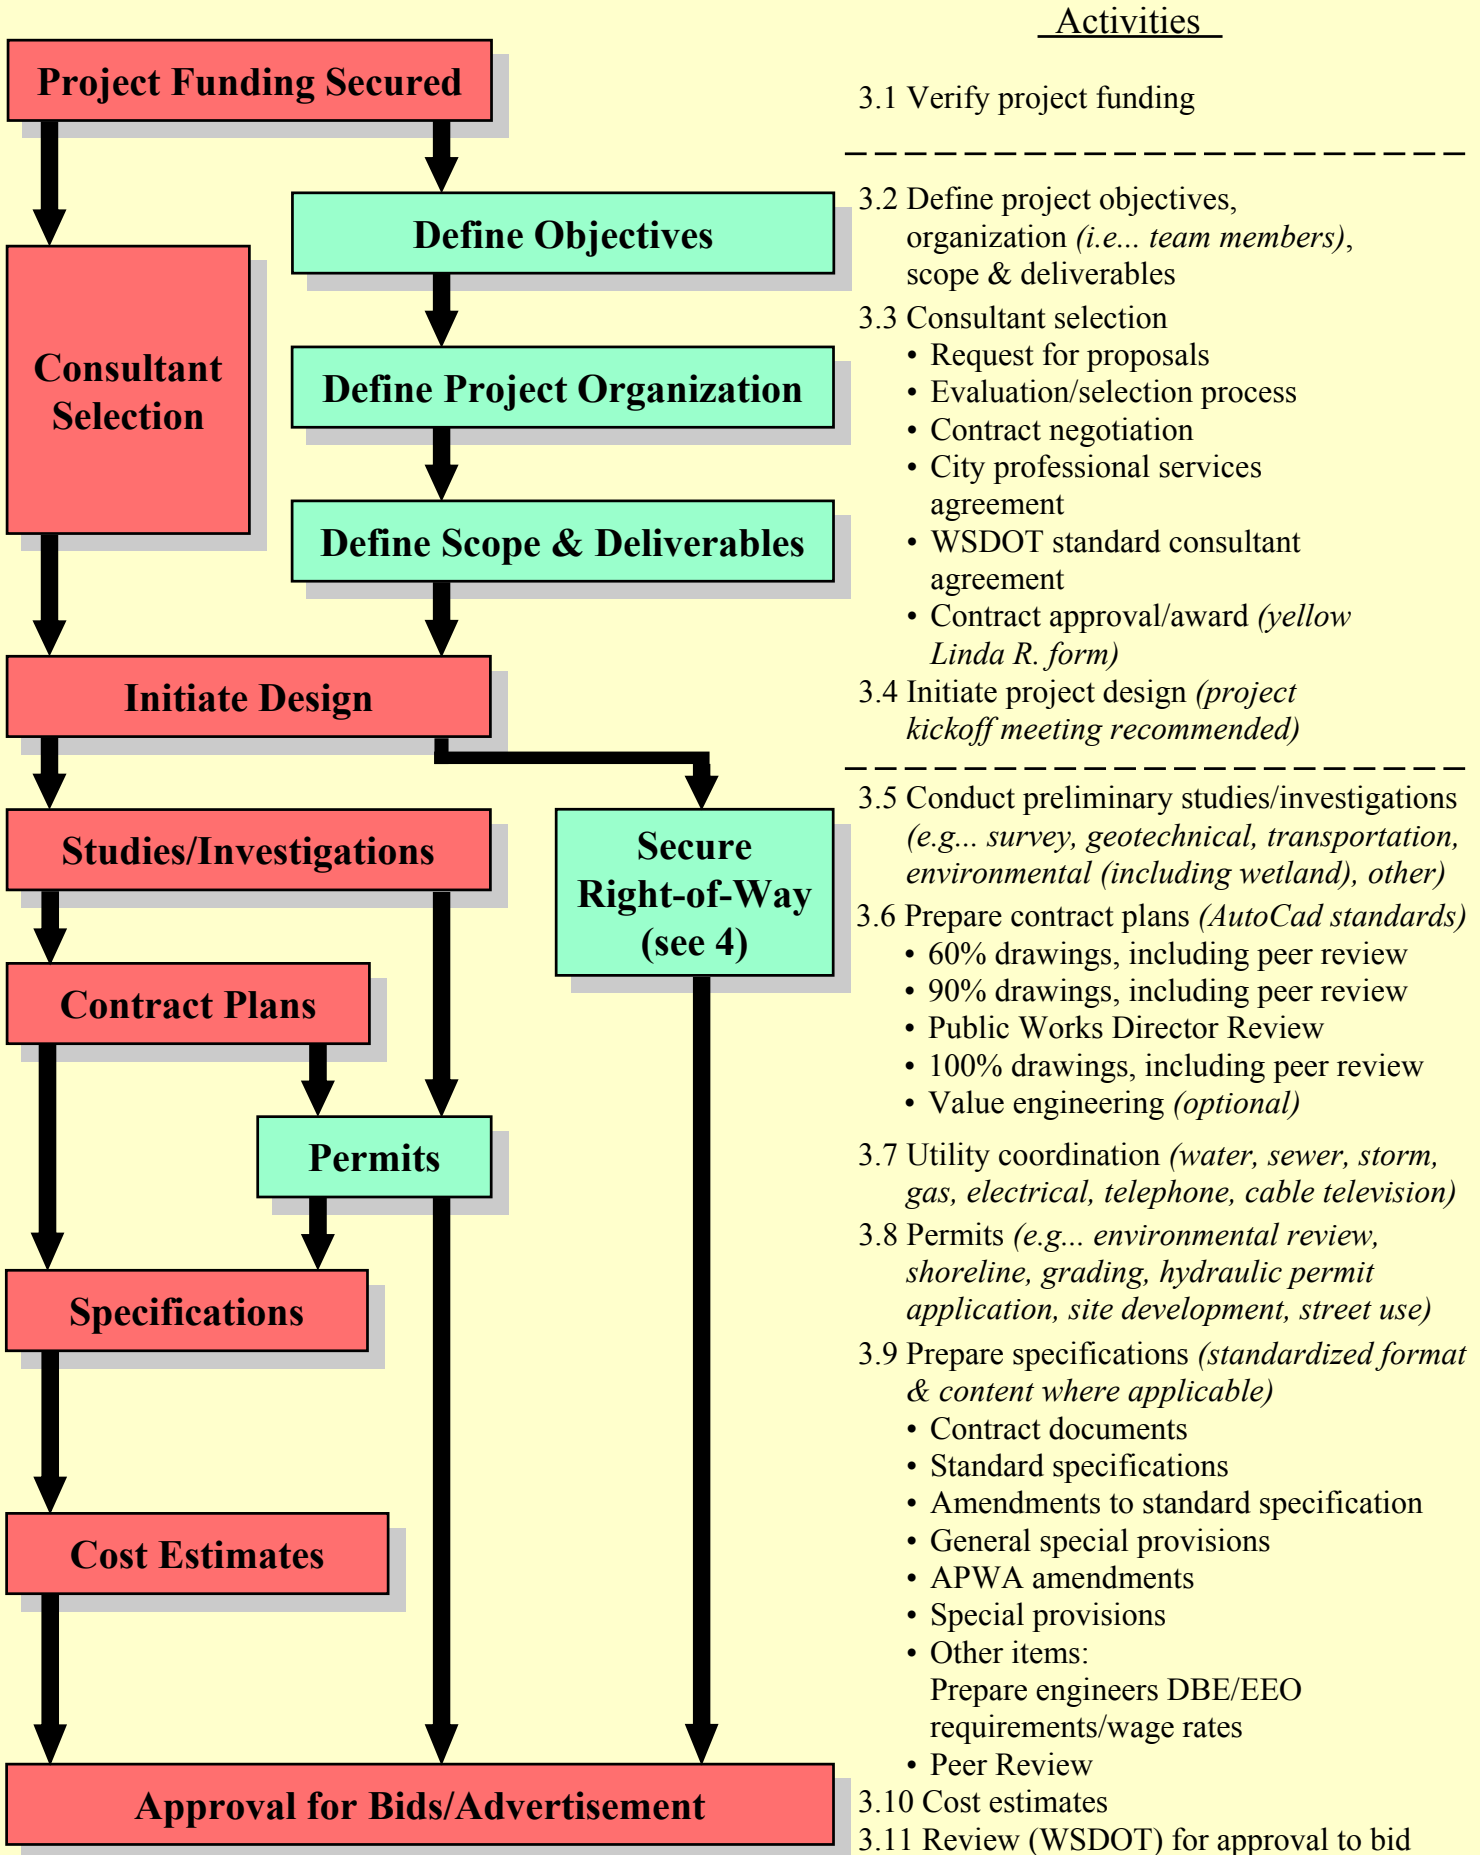 Project Funding Secured
Define Objectives
Consultant
Selection
Define Project Organization
Define Scope & Deliverables
Initiate Design
Studies/Investigations
Secure
Right-of-Way
(see 4)
Contract Plans
Permits
Specifications
Cost Estimates
Approval for Bids/Advertisement
Activities
3.1 Verify project funding
3.2 Define project objectives,
organization (i.e... team members),
scope & deliverables
3.3 Consultant selection
• Request for proposals
• Evaluation/selection process
• Contract negotiation
• City professional services
agreement
• WSDOT standard consultant
agreement
• Contract approval/award (yellow
Linda R. form)
3.4 Initiate project design (project
kickoff meeting recommended)
3.5 Conduct preliminary studies/investigations
(e.g... survey, geotechnical, transportation,
environmental (including wetland), other)
3.6 Prepare contract plans (AutoCad standards)
• 60% drawings, including peer review
• 90% drawings, including peer review
• Public Works Director Review
• 100% drawings, including peer review
• Value engineering (optional)
3.7 Utility coordination (water, sewer, storm,
gas, electrical, telephone, cable television)
3.8 Permits (e.g... environmental review,
shoreline, grading, hydraulic permit
application, site development, street use)
3.9 Prepare specifications (standardized format
& content where applicable)
• Contract documents
• Standard specifications
• Amendments to standard specification
• General special provisions
• APWA amendments
• Special provisions
• Other items:
Prepare engineers DBE/EEO
requirements/wage rates
• Peer Review
3.10 Cost estimates
3.11 Review (WSDOT) for approval to bid